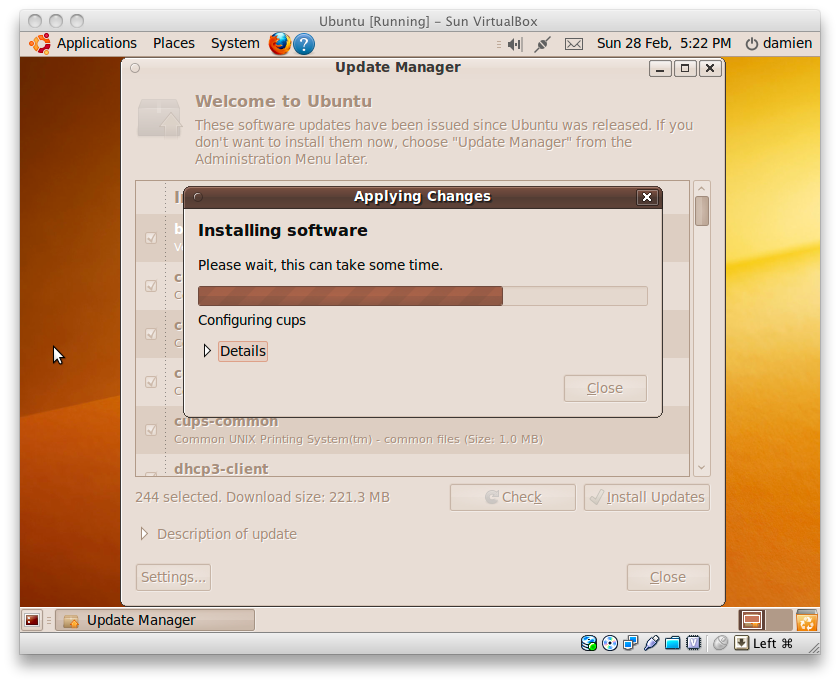 Ubuntu [Running] – Sun VirtualBox
Applications Places System ? Sun 28 Feb, 5:22 PM damien
Update Manager
Welcome to Ubuntu
These software updates have been issued since Ubuntu was released. If you
don't want to install them now, choose "Update Manager" from the
Administration Menu later.
Applying Changes
Installing software
Please wait, this can take some time.
Configuring cups
Details
Close
cups-common
Common UNIX Printing System(tm) - common files (Size: 1.0 MB)
dhcp3-client
244 selected. Download size: 221.3 MB
Check
Install Updates
Description of update
Settings...
Close
Update Manager
Left ⌘